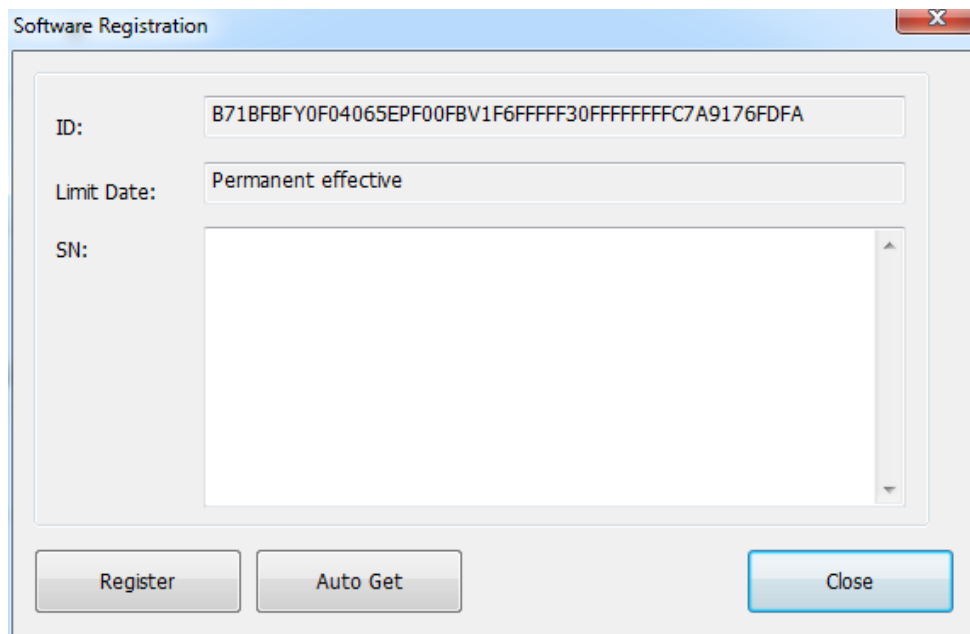 Software Registration
ID:
B71BFBFY0F04065EPF00FBV1F6FFFFF30FFFFFFFFC7A9176FDFA
Limit Date:
Permanent effective
SN:
Register
Auto Get
Close